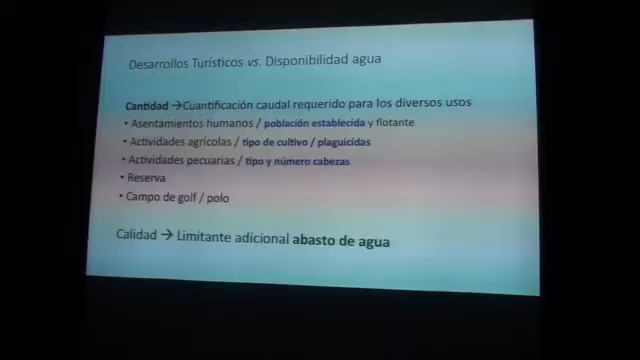 Desarrollos Turísticos vs. Disponibilidad agua
Cantidad → Cuantificación caudal requerido para los diversos usos
• Asentamientos humanos / población establecida y flotante
• Actividades agrícolas / tipo de cultivo / plaguicidas
• Actividades pecuarias / tipo y número cabezas
• Reserva
• Campo de golf / polo
Calidad → Limitante adicional abasto de agua